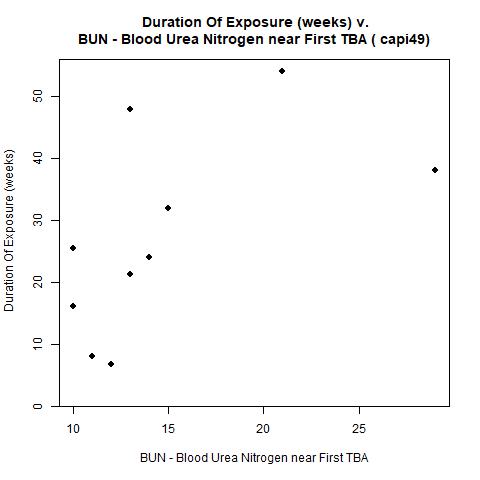 Duration Of Exposure (weeks) v.
BUN - Blood Urea Nitrogen near First TBA ( capi49)
Duration Of Exposure (weeks)
50
40
30
20
10
0
10 15 20 25
BUN - Blood Urea Nitrogen near First TBA